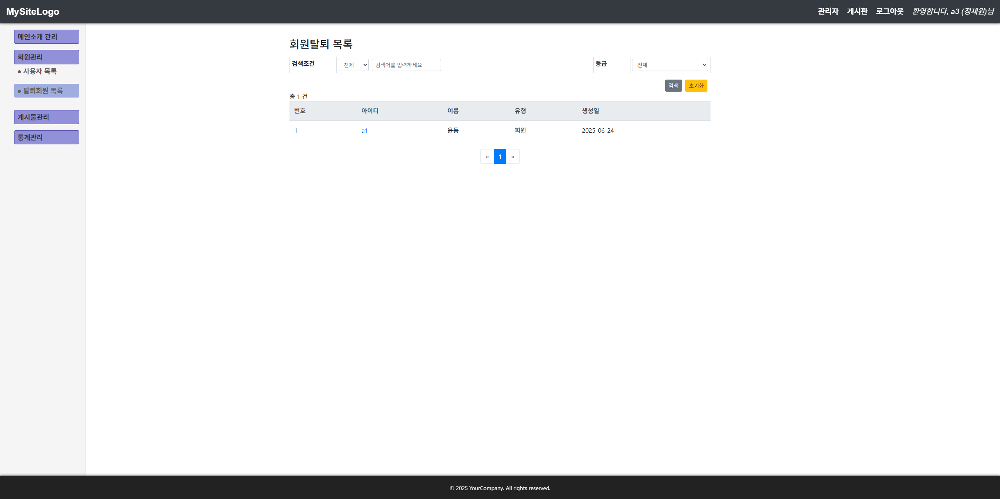 MySiteLogo
관리자 게시판 로그아웃 환영합니다, a3 (정재원)님
메인소개 관리
회원관리
● 사용자 목록
● 탈퇴회원 목록
게시물관리
통계관리
회원탈퇴 목록
검색조건 전체 검색어를 입력하세요 등급 전체
검색 초기화
총 1 건
번호 아이디 이름 유형 생성일
1 a1 윤동 회원 2025-06-24
« 1 »
© 2025 YourCompany. All rights reserved.